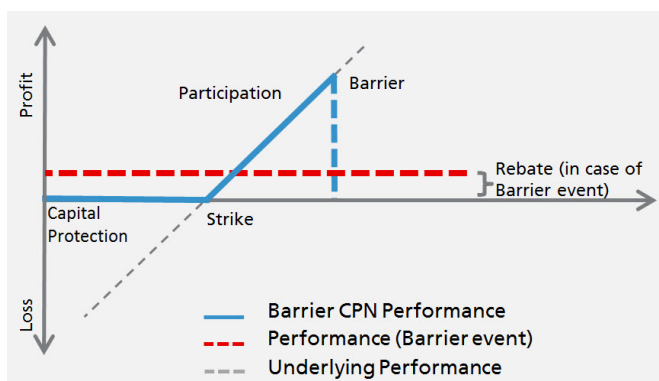 Profit
Participation
Barrier
Rebate (in case of
Barrier event)
Capital
Protection
Strike
Loss
Barrier CPN Performance
Performance (Barrier event)
Underlying Performance